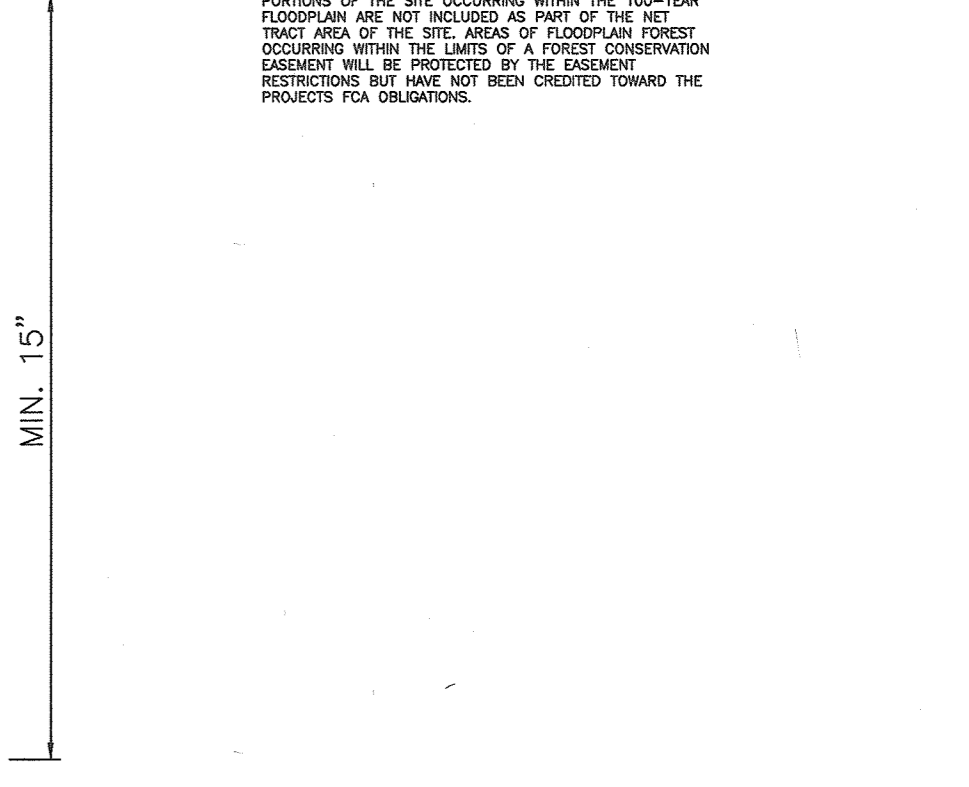 PORTIONS OF THE SITE OCCURRING WITHIN THE 100-YEAR
FLOODPLAIN ARE NOT INCLUDED AS PART OF THE NET
TRACT AREA OF THE SITE. AREAS OF FLOODPLAIN FOREST
OCCURRING WITHIN THE LIMITS OF A FOREST CONSERVATION
EASEMENT WILL BE PROTECTED BY THE EASEMENT
RESTRICTIONS BUT HAVE NOT BEEN CREDITED TOWARD THE
PROJECTS FCA OBLIGATIONS.
MIN. 15"